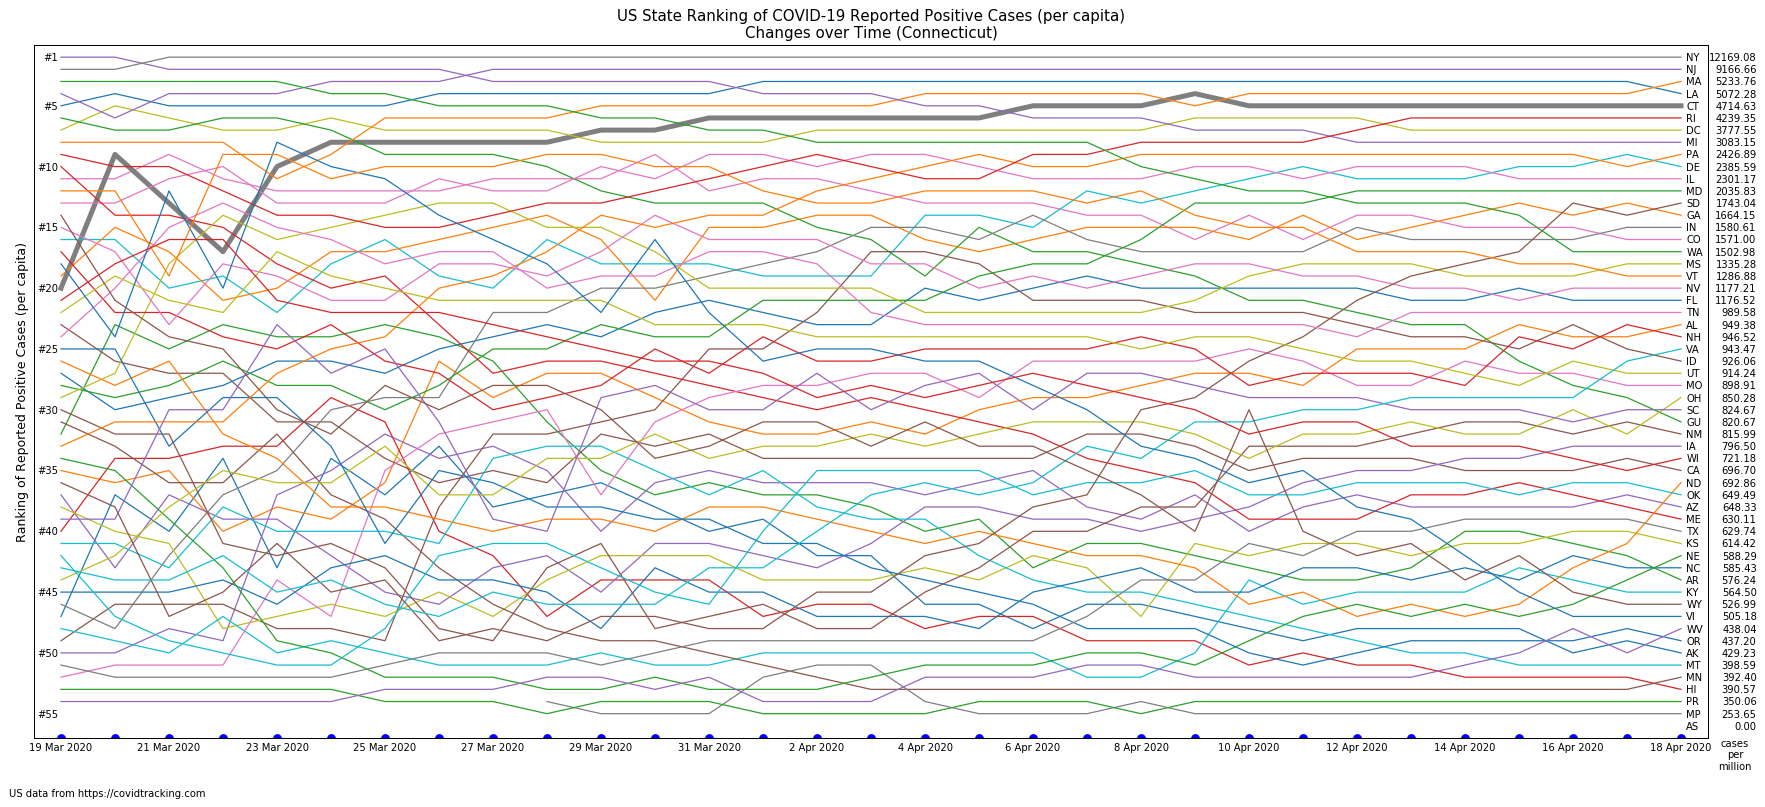 US State Ranking of COVID-19 Reported Positive Cases (per capita)
Changes over Time (Connecticut)
Ranking of Reported Positive Cases (per capita)
#1
#5
#10
#15
#20
#25
#30
#35
#40
#45
#50
#55
NY 12169.08
NJ 9166.66
MA 5233.76
LA 5072.28
CT 4714.63
RI 4239.35
DC 3777.55
MI 3083.15
PA 2426.89
DE 2385.59
IL 2301.17
MD 2035.83
SD 1743.04
GA 1664.15
IN 1580.61
CO 1571.00
WA 1502.98
MS 1335.28
VT 1286.88
NV 1177.21
FL 1176.52
TN 989.58
AL 949.38
NH 946.52
VA 943.47
ID 926.06
UT 914.24
MO 898.91
OH 850.28
SC 824.67
GU 820.67
NM 815.99
IA 796.50
WI 721.18
CA 696.70
ND 692.86
OK 649.49
AZ 648.33
ME 630.11
TX 629.74
KS 614.42
NE 588.29
NC 585.43
AR 576.24
KY 564.50
WY 526.99
VI 505.18
WV 438.04
OR 437.20
AK 429.23
MT 398.59
MN 392.40
HI 390.57
PR 350.06
MP 253.65
AS 0.00
19 Mar 2020 21 Mar 2020 23 Mar 2020 25 Mar 2020 27 Mar 2020 29 Mar 2020 31 Mar 2020 2 Apr 2020 4 Apr 2020 6 Apr 2020 8 Apr 2020 10 Apr 2020 12 Apr 2020 14 Apr 2020 16 Apr 2020 18 Apr 2020
cases
per
million
US data from https://covidtracking.com